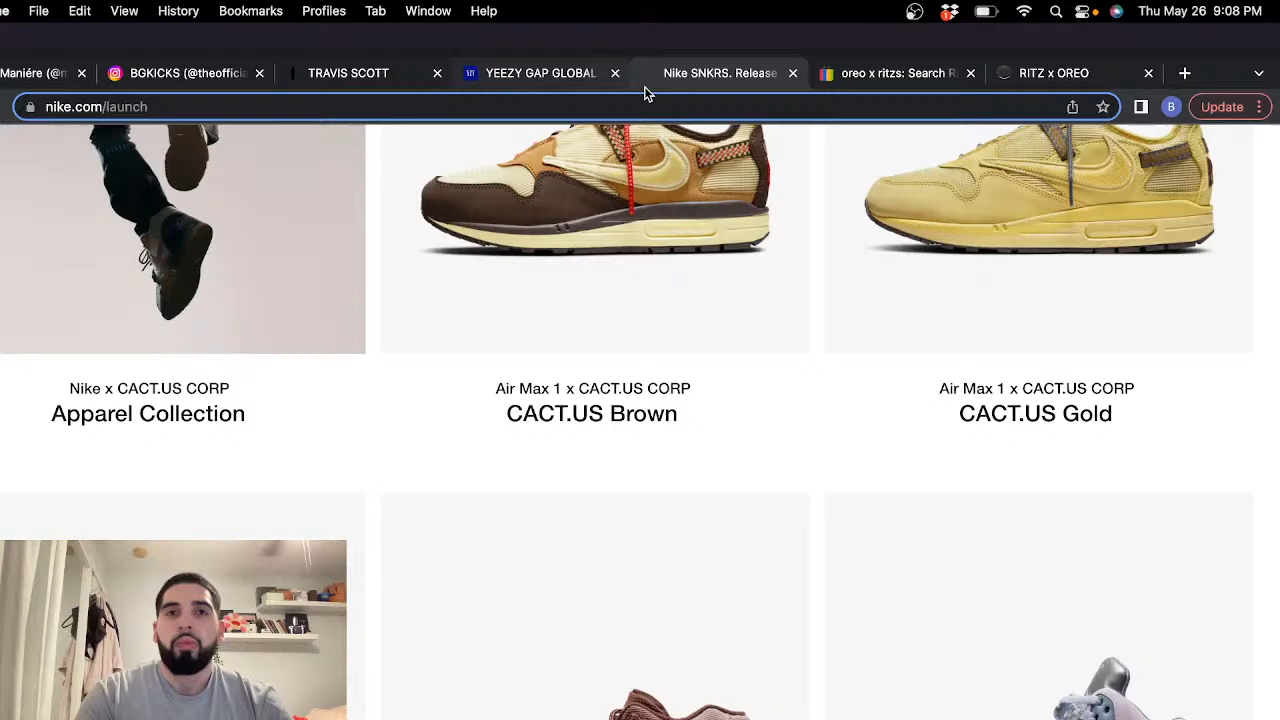 File Edit View History Bookmarks Profiles Tab Window Help Thu May 26 9:08 PM
Maniére (@m BGKICKS (@theofficia TRAVIS SCOTT YEEZY GAP GLOBAL Nike SNKRS. Release oreo x ritzs: Search R RITZ x OREO
nike.com/launch B Update
Nike x CACT.US CORP
Apparel Collection
Air Max 1 x CACT.US CORP
CACT.US Brown
Air Max 1 x CACT.US CORP
CACT.US Gold